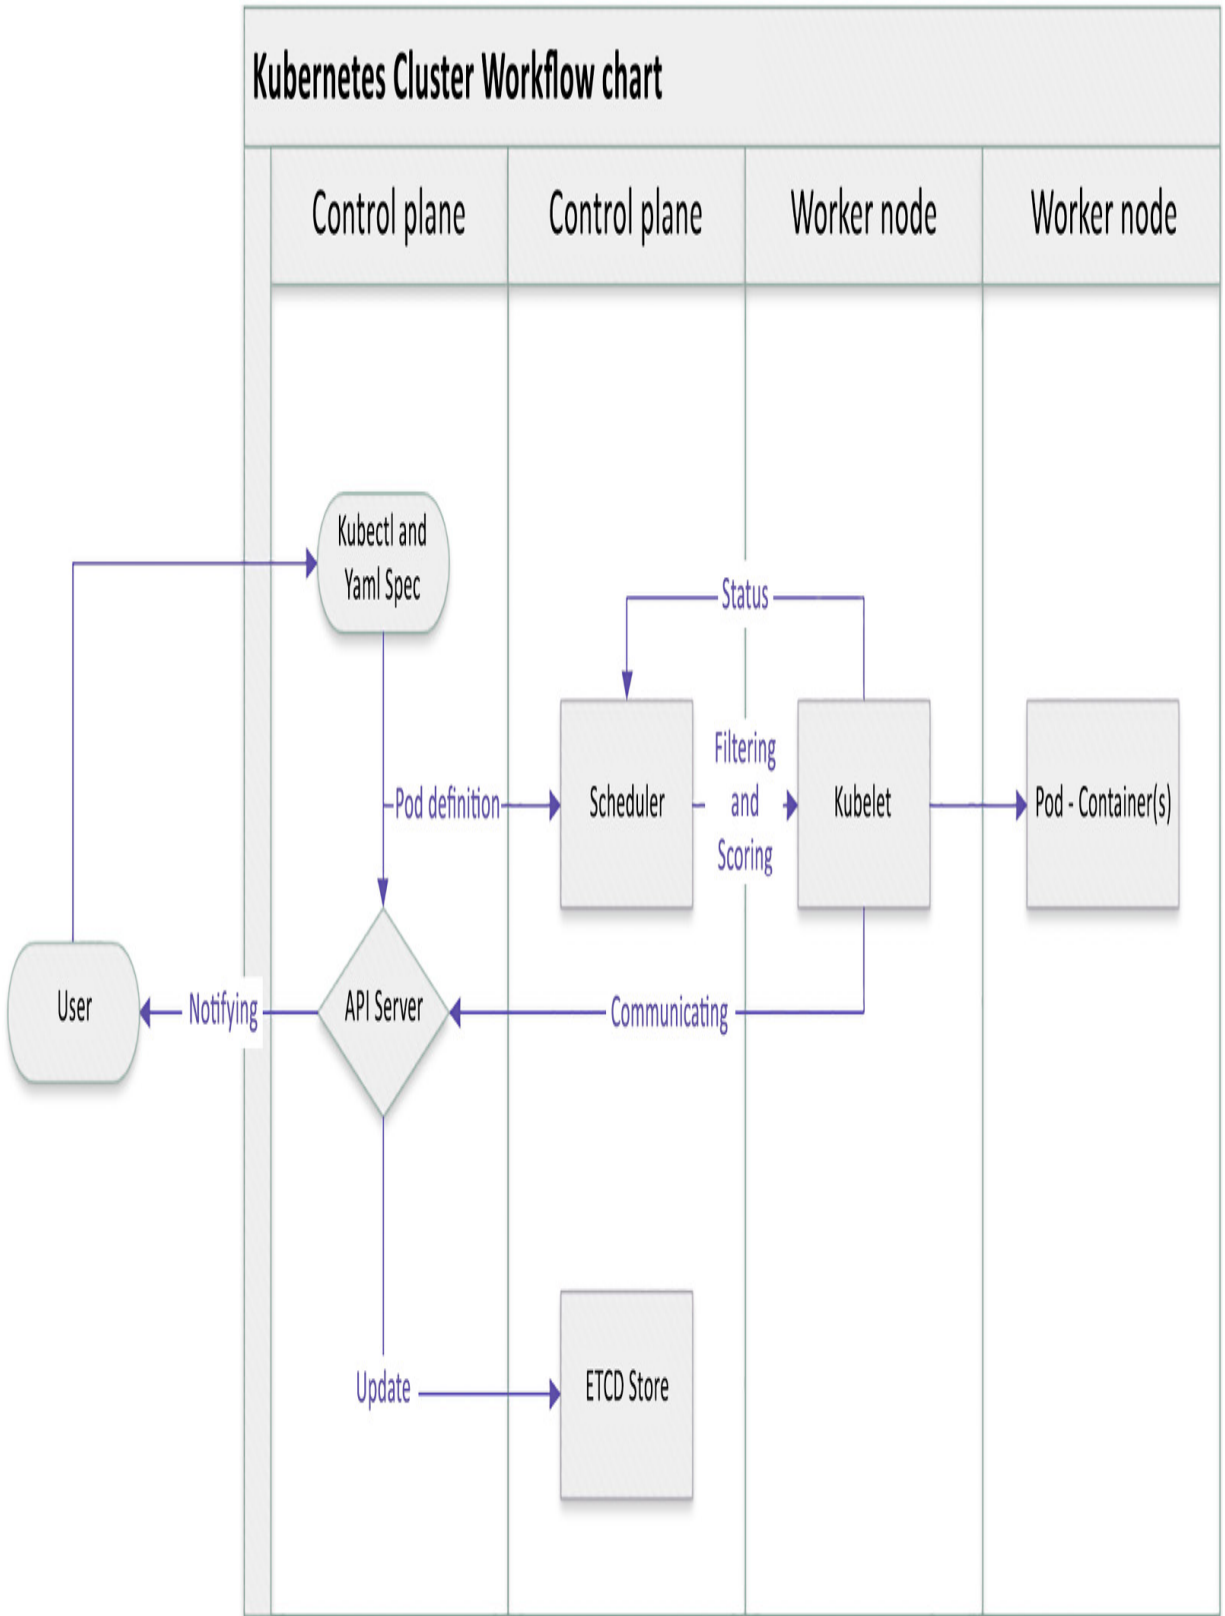 Kubernetes Cluster Workflow chart
Control plane
Control plane
Worker node
Worker node
Kubectl and
Yaml Spec
Status
Filtering
and
Scoring
Pod definition
Scheduler
Kubelet
Pod - Container(s)
User
Notifying
API Server
Communicating
Update
ETCD Store